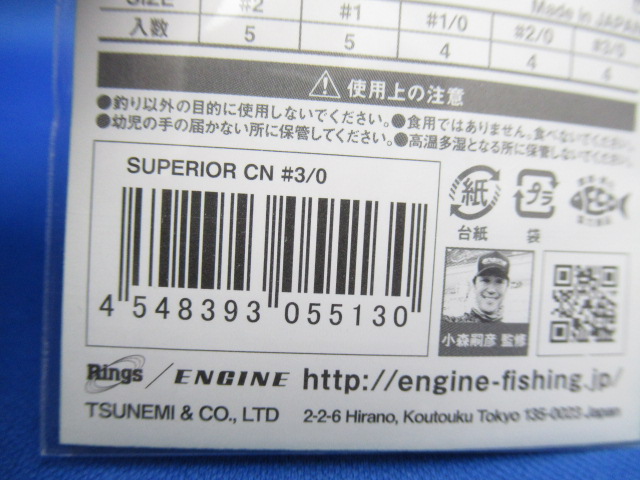 SIZE #2 #1 #1/0 #2/0 #3/0
Made in JAPAN
入数 5 5 4 4 4
使用上の注意
●釣り以外の目的に使用しないでください。●食用ではありません。食べないでください。
●幼児の手の届かない所に保管してください。●高温多湿となる所に保管しないでください。
SUPERIOR CN #3/0
4 548393 055130
紙
台紙
プラ
袋
小森嗣彦 監修
Rings / ENGINE http://engine-fishing.jp/
TSUNEMI & CO., LTD 2-2-6 Hirano, Koutouku Tokyo 135-0023 Japan